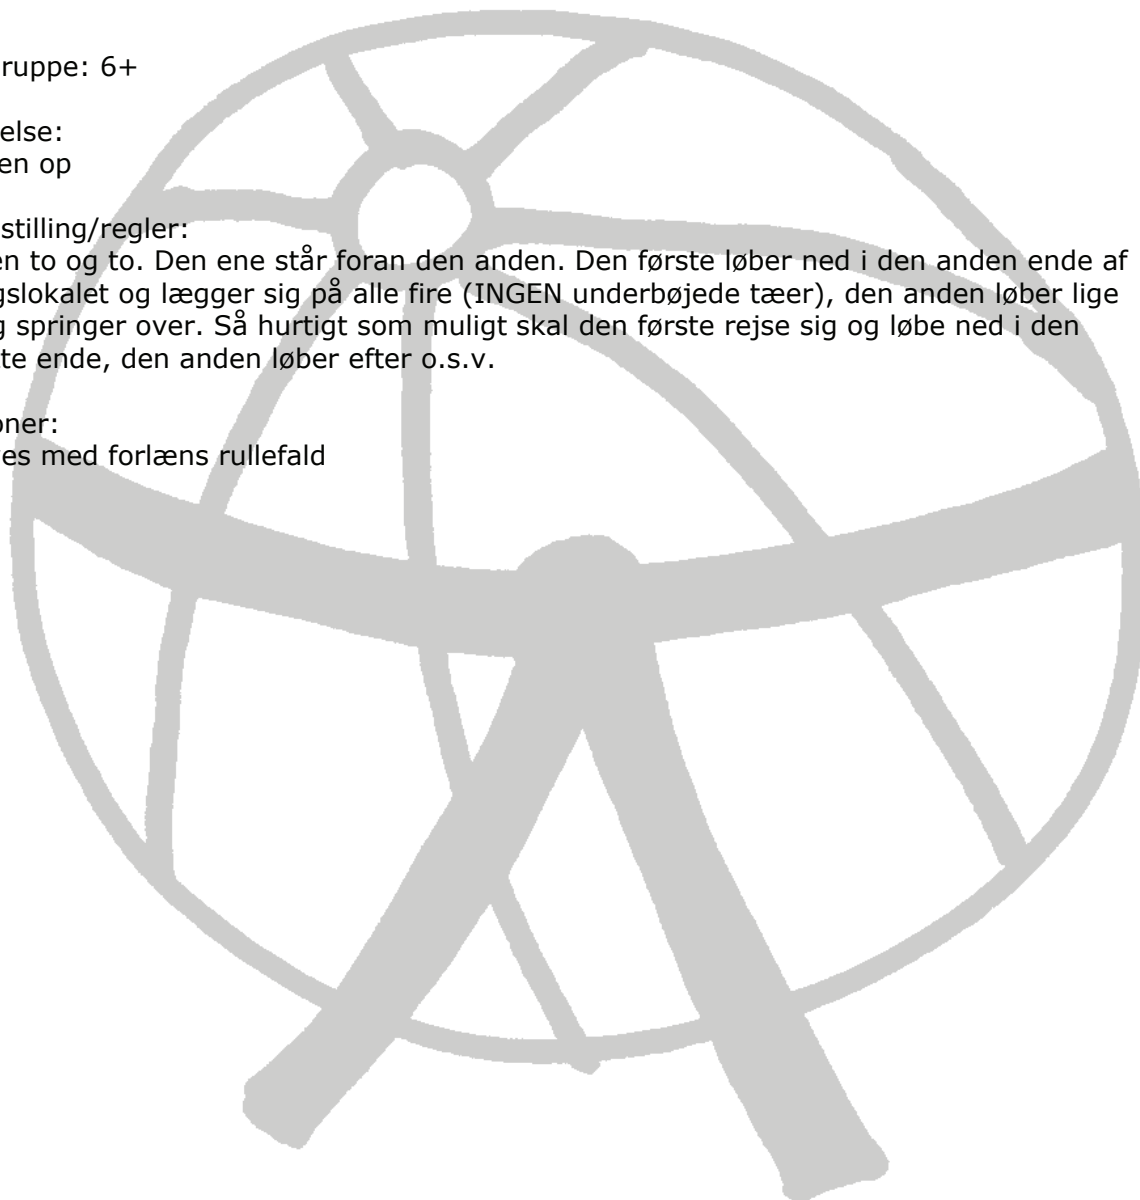 ruppe: 6+
else:
en op
stilling/regler:
en to og to. Den ene står foran den anden. Den første løber ned i den anden ende af
gslokalet og lægger sig på alle fire (INGEN underbøjede tæer), den anden løber lige
g springer over. Så hurtigt som muligt skal den første rejse sig og løbe ned i den
te ende, den anden løber efter o.s.v.
oner:
es med forlæns rullefald